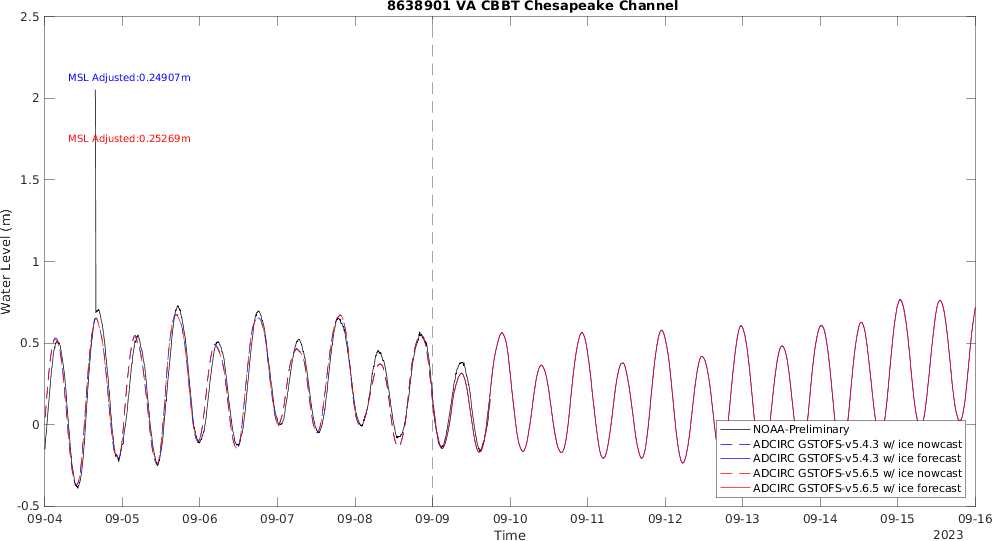 8638901 VA CBBT Chesapeake Channel
2.5
2
1.5
1
0.5
0
-0.5
Water Level (m)
MSL Adjusted:0.24907m
MSL Adjusted:0.25269m
NOAA-Preliminary
ADCIRC GSTOFS-v5.4.3 w/ ice nowcast
ADCIRC GSTOFS-v5.4.3 w/ ice forecast
ADCIRC GSTOFS-v5.6.5 w/ ice nowcast
ADCIRC GSTOFS-v5.6.5 w/ ice forecast
09-04 09-05 09-06 09-07 09-08 09-09 09-10 09-11 09-12 09-13 09-14 09-15 09-16
Time
2023